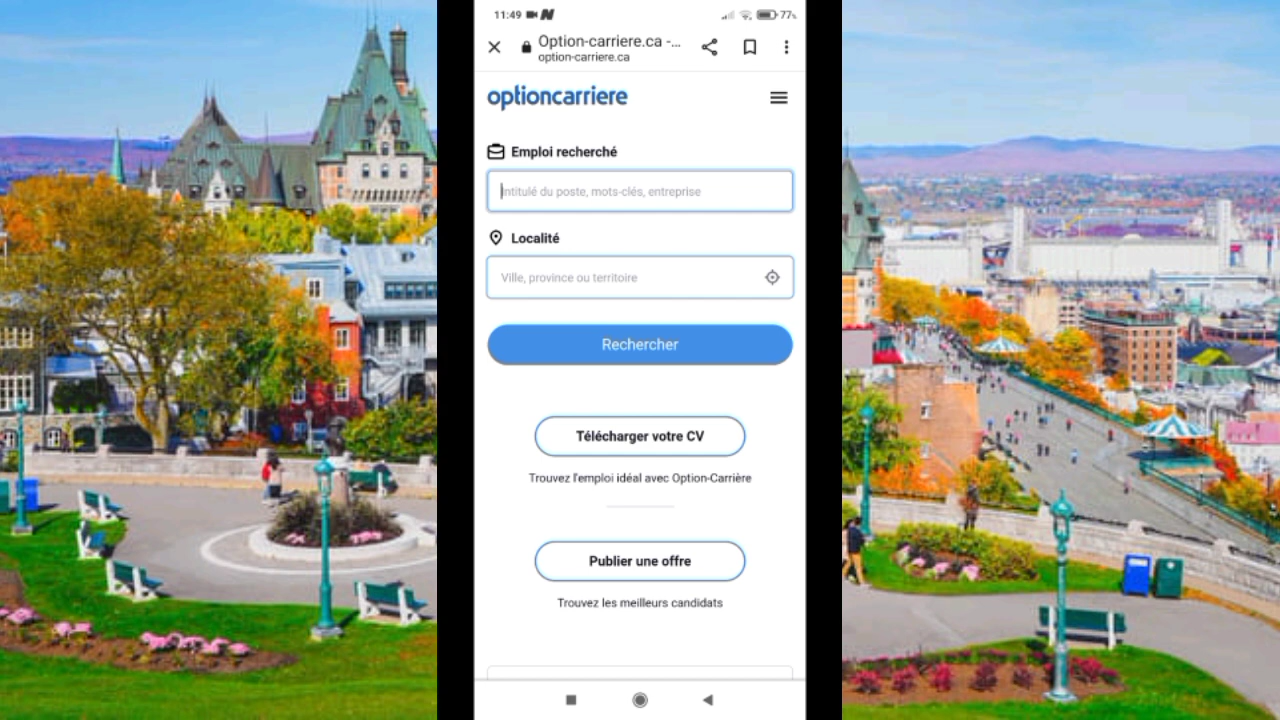 11:49
77%
Option-carriere.ca -...
option-carriere.ca
optioncarriere
Emploi recherché
Intitulé du poste, mots-clés, entreprise
Localité
Ville, province ou territoire
Rechercher
Télécharger votre CV
Trouvez l'emploi idéal avec Option-Carrière
Publier une offre
Trouvez les meilleurs candidats